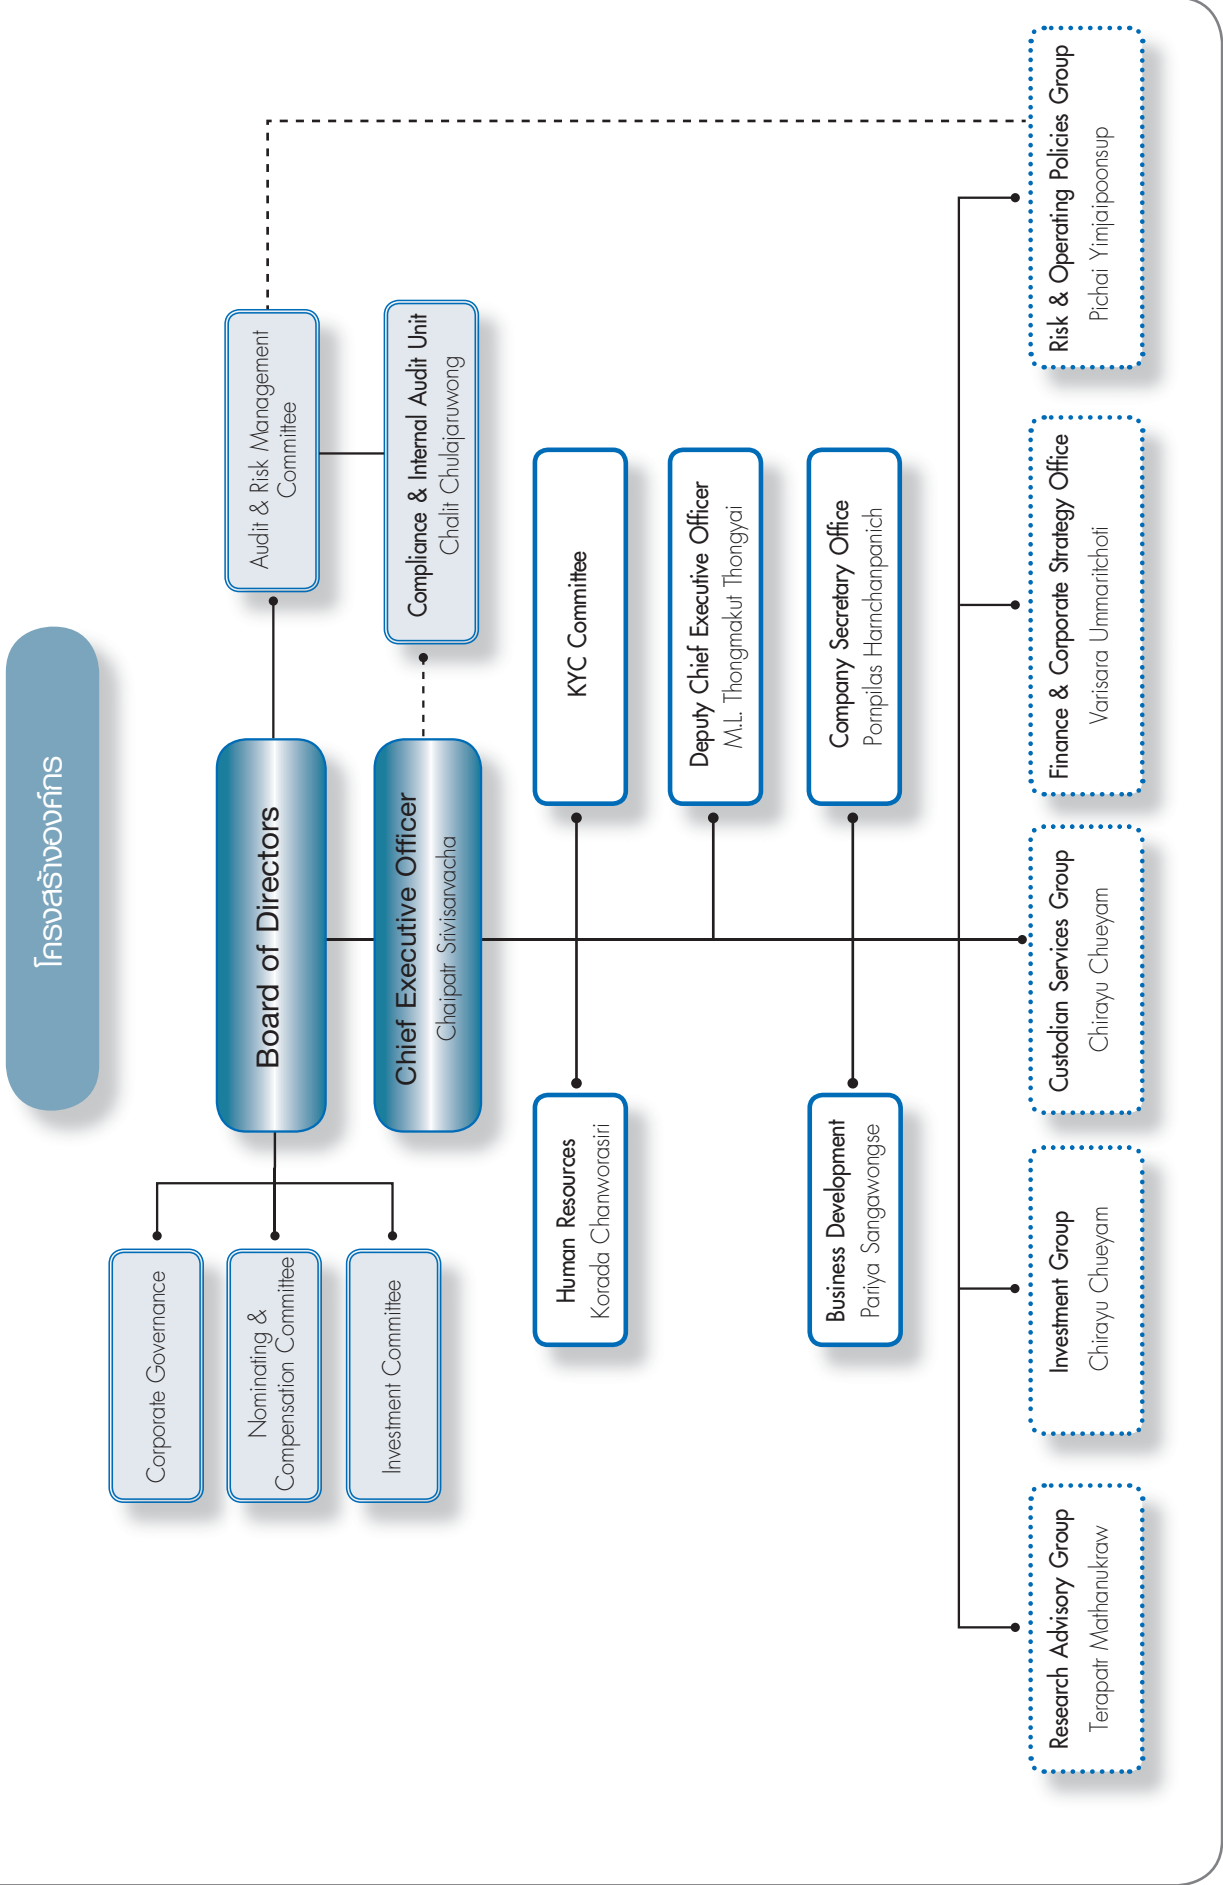 โครงสร้างองค์กร
Board of Directors
Corporate Governance
Nominating &
Compensation Committee
Investment Committee
Audit & Risk Management
Committee
Chief Executive Officer
Chaipatr Srivisarvacha
Compliance & Internal Audit Unit
Chalit Chulajaruwong
Human Resources
Korada Chanworasiri
KYC Committee
Deputy Chief Executive Officer
M.L. Thongmakut Thongyai
Business Development
Pariya Sangawongse
Company Secretary Office
Pornpilas Harnchanpanich
Research Advisory Group
Terapatr Mathanukraw
Investment Group
Chirayu Chueyam
Custodian Services Group
Chirayu Chueyam
Finance & Corporate Strategy Office
Varisara Ummaritchoti
Risk & Operating Policies Group
Pichai Yimjaipoonsup